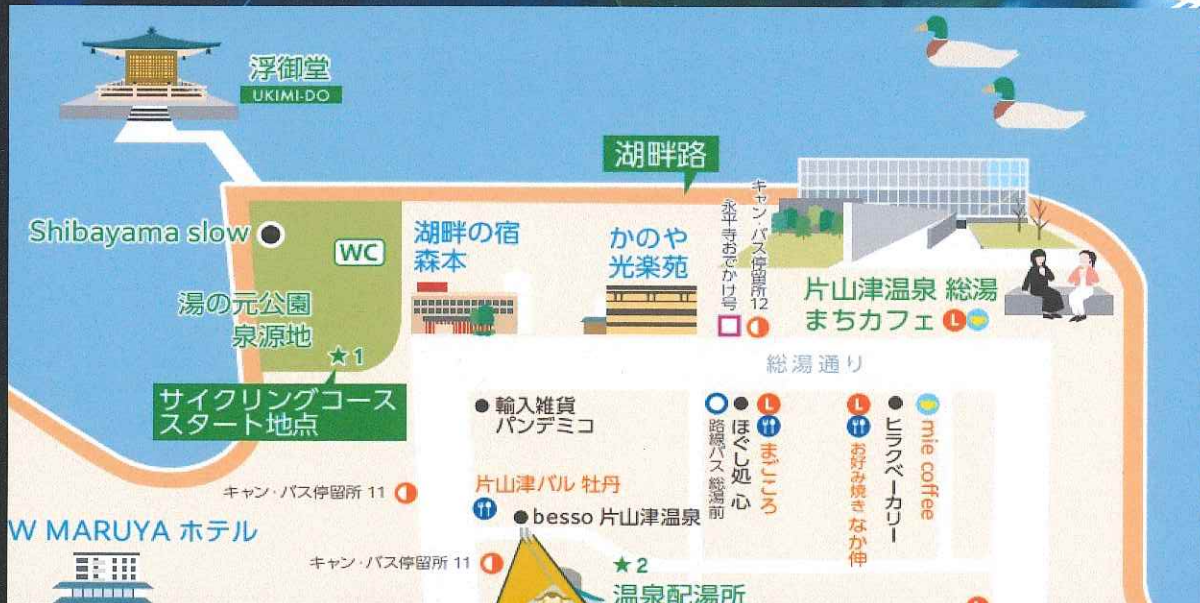 浮御堂
UKIMI-DO
湖畔路
Shibayama slow
WC
湖畔の宿
森本
かのや
光楽苑
永平寺おでかけ号
キャン・バス停留所12
片山津温泉 総湯
まちカフェ L
湯の元公園
泉源地
★1
サイクリングコース
スタート地点
総湯通り
輸入雑貨
パンデミコ
路線バス 総湯前
ほぐし処 心
L
まごころ
L
お好み焼き なか伸
ヒラクベーカリー
mie coffee
キャン・バス停留所 11
片山津バル 牡丹
besso 片山津温泉
W MARUYA ホテル
キャン・バス停留所 11
★2
温泉配湯所